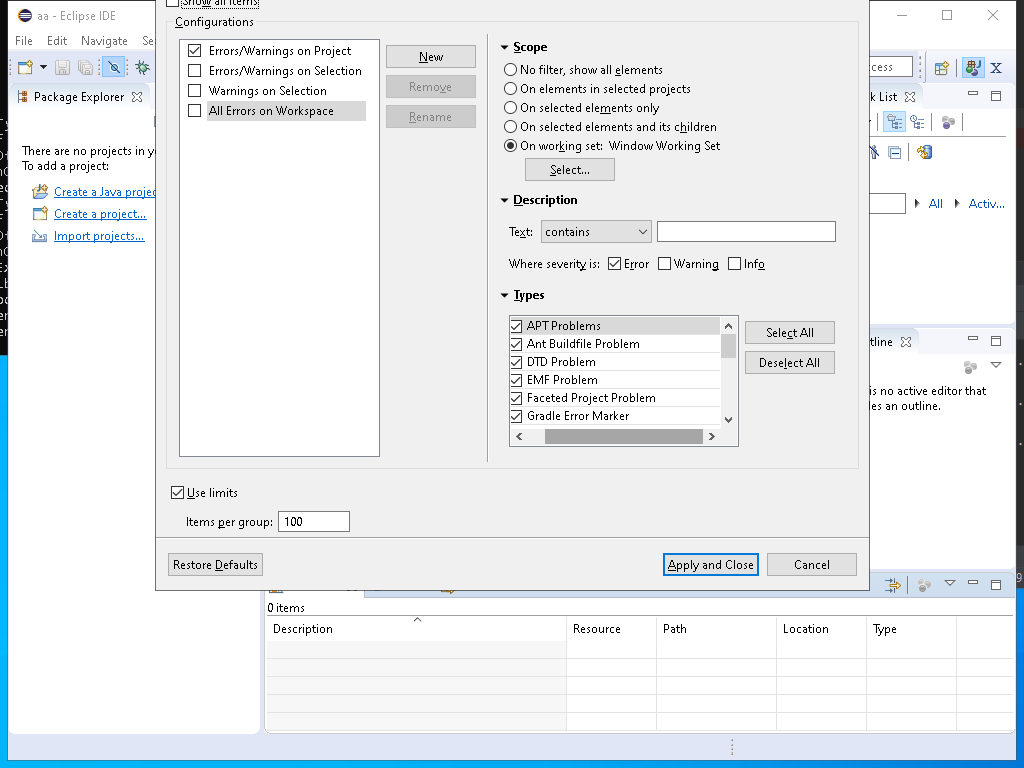 Show all items
aa - Eclipse IDE
File Edit Navigate Se
Package Explorer
There are no projects in y
To add a project:
Create a Java projec
Create a project...
Import projects...
Configurations
Errors/Warnings on Project
Errors/Warnings on Selection
Warnings on Selection
All Errors on Workspace
New
Remove
Rename
Scope
No filter, show all elements
On elements in selected projects
On selected elements only
On selected elements and its children
On working set: Window Working Set
Select...
Description
Text: contains
Where severity is: Error Warning Info
Types
APT Problems
Ant Buildfile Problem
DTD Problem
EMF Problem
Faceted Project Problem
Gradle Error Marker
Select All
Deselect All
Use limits
Items per group: 100
Restore Defaults
Apply and Close
Cancel
cess
k List
All Activ...
tline
is no active editor that
les an outline.
0 items
Description Resource Path Location Type